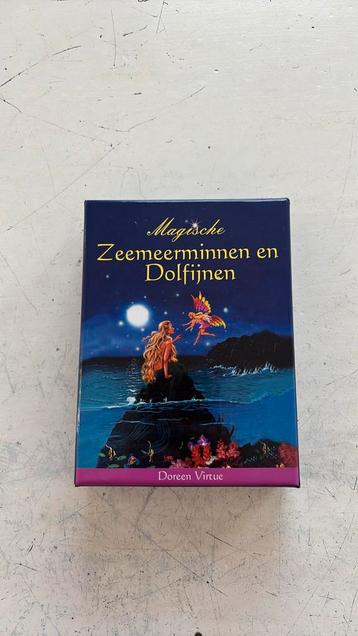 Magische
Zeemeerminnen en
Dolfijnen
Doreen Virtue